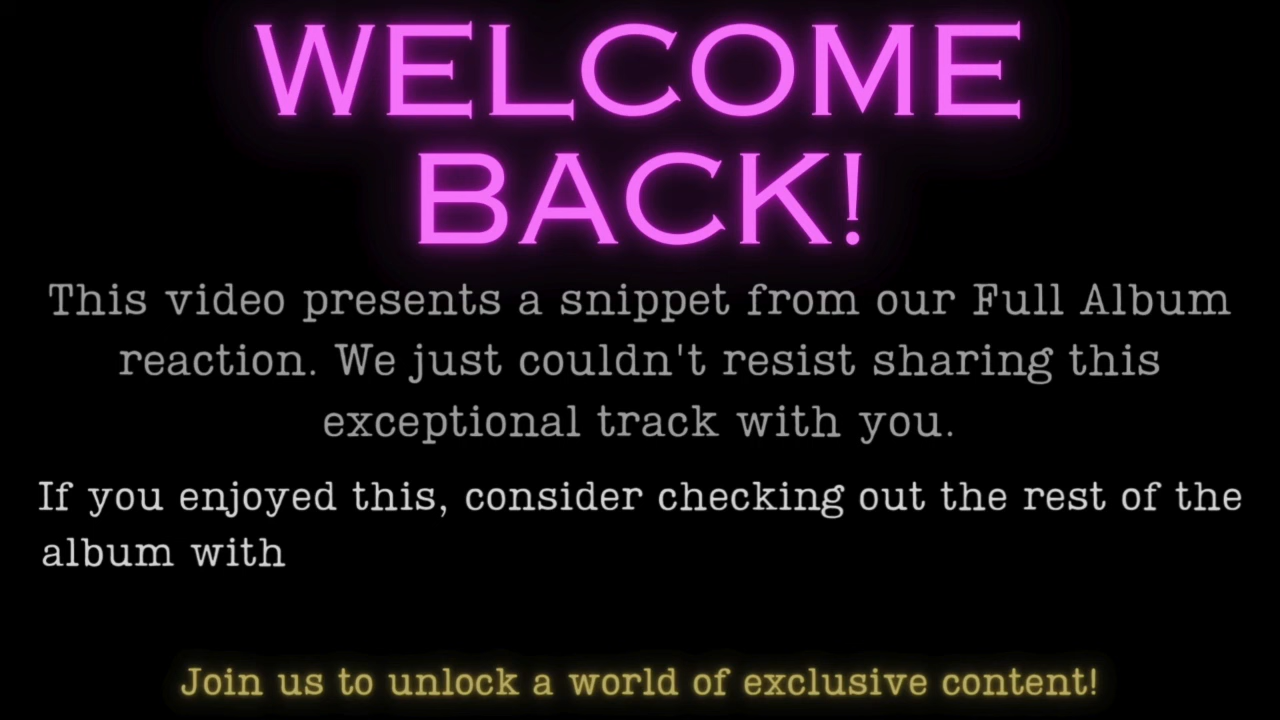 WELCOME
BACK!
This video presents a snippet from our Full Album
reaction. We just couldn't resist sharing this
exceptional track with you.
If you enjoyed this, consider checking out the rest of the
album with
Join us to unlock a world of exclusive content!